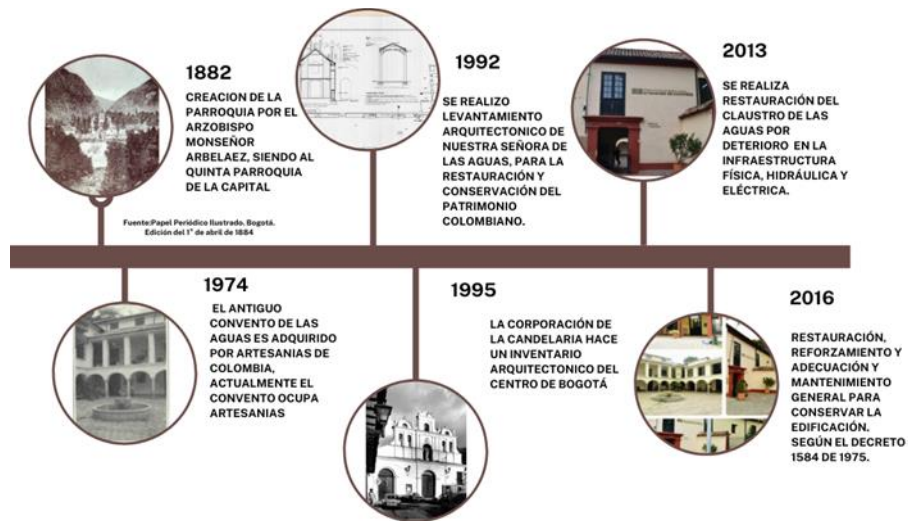 1882
CREACION DE LA
PARROQUIA POR EL
ARZOBISPO
MONSEÑOR
ARBELAEZ, SIENDO AL
QUINTA PARROQUIA
DE LA CAPITAL
Fuente:Papel Periódico Ilustrado. Bogotá.
Edición del 1° de abril de 1884
1974
EL ANTIGUO
CONVENTO DE LAS
AGUAS ES ADQUIRIDO
POR ARTESANIAS DE
COLOMBIA,
ACTUALMENTE EL
CONVENTO OCUPA
ARTESANIAS
1992
SE REALIZO
LEVANTAMIENTO
ARQUITECTONICO DE
NUESTRA SEÑORA DE
LAS AGUAS, PARA LA
RESTAURACIÓN Y
CONSERVACIÓN DEL
PATRIMONIO
COLOMBIANO.
1995
LA CORPORACIÓN DE
LA CANDELARIA HACE
UN INVENTARIO
ARQUITECTONICO DEL
CENTRO DE BOGOTÁ
2013
SE REALIZA
RESTAURACIÓN DEL
CLAUSTRO DE LAS
AGUAS POR
DETERIORO EN LA
INFRAESTRUCTURA
FÍSICA, HIDRÁULICA Y
ELÉCTRICA.
2016
RESTAURACIÓN,
REFORZAMIENTO Y
ADECUACIÓN Y
MANTENIMIENTO
GENERAL PARA
CONSERVAR LA
EDIFICACIÓN.
SEGÚN EL DECRETO
1584 DE 1975.